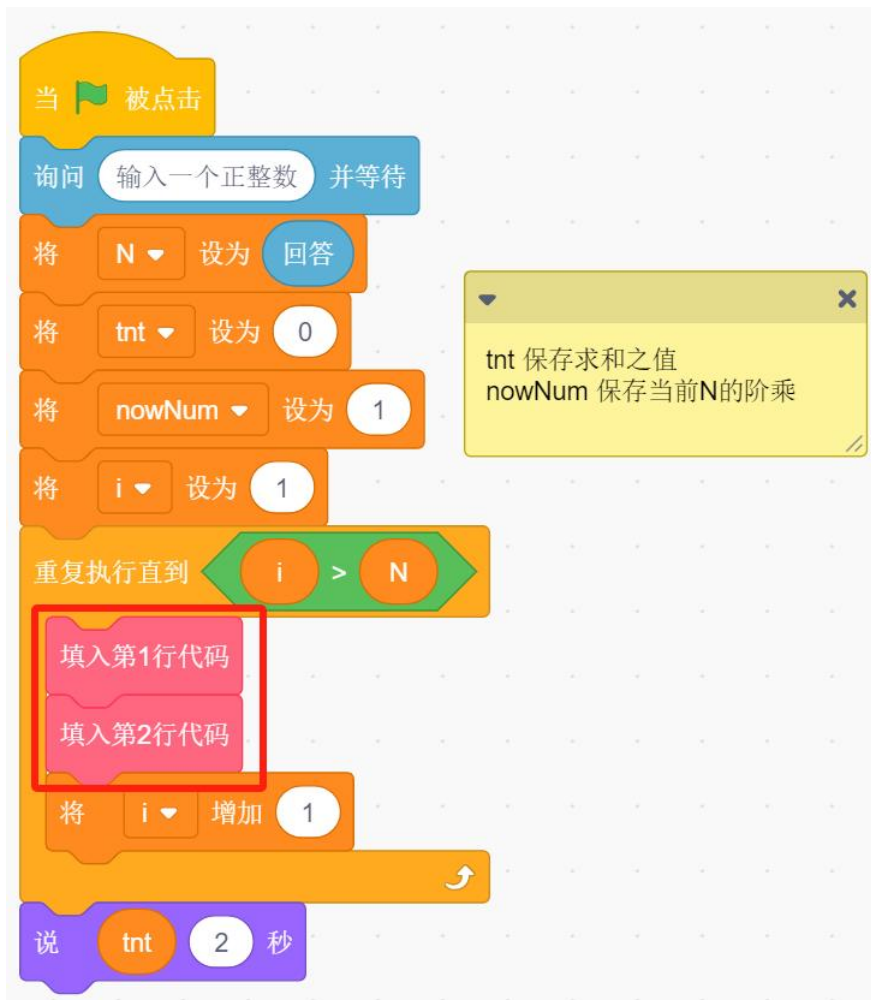 当 被点击
询问 输入一个正整数 并等待
将 N 设为 回答
将 tnt 设为 0
将 nowNum 设为 1
将 i 设为 1
重复执行直到 i > N
填入第1行代码
填入第2行代码
将 i 增加 1
说 tnt 2 秒
tnt 保存求和之值
nowNum 保存当前N的阶乘